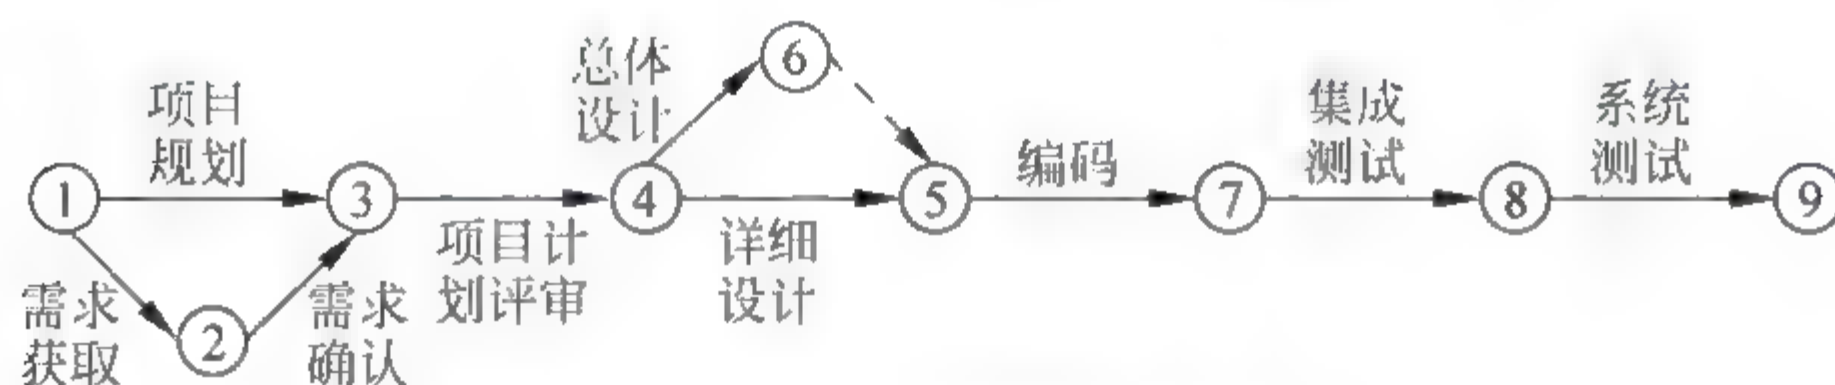 总体
设计
6
项目
规划
集成
测试
系统
测试
编码
1
3
4
5
7
8
9
项目计
划评审
详细
设计
需求
获取
2
需求
确认